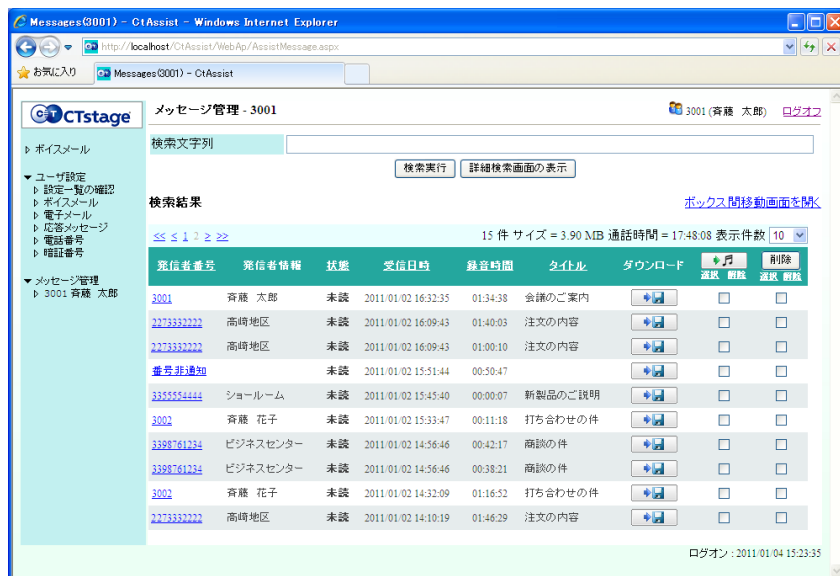 Messages(3001) - CtAssist - Windows Internet Explorer
http://localhost/CtAssist/WebAp/AssistMessage.aspx
お気に入り Messages(3001) - CtAssist
CTstage メッセージ管理 - 3001 3001 (斉藤 太郎) ログオフ
検索文字列
検索実行 詳細検索画面の表示
検索結果 ボックス間移動画面を開く
<< < 1 2 > >> 15 件 サイズ = 3.90 MB 通話時間 = 17:48:08 表示件数 10
発信者番号 発信者情報 状態 受信日時 録音時間 タイトル ダウンロード 選択 解除 削除 選択 解除
3001 斉藤 太郎 未読 2011/01/02 16:32:35 01:34:38 会議のご案内
2273332222 高崎地区 未読 2011/01/02 16:09:43 01:40:03 注文の内容
2273332222 高崎地区 未読 2011/01/02 16:09:43 01:00:10 注文の内容
番号非通知 未読 2011/01/02 15:51:44 00:50:47
3355554444 ショールーム 未読 2011/01/02 15:45:40 00:00:07 新製品のご説明
3002 斉藤 花子 未読 2011/01/02 15:33:47 00:11:18 打ち合わせの件
3398761234 ビジネスセンター 未読 2011/01/02 14:56:46 00:42:17 商談の件
3398761234 ビジネスセンター 未読 2011/01/02 14:56:46 00:38:21 商談の件
3002 斉藤 花子 未読 2011/01/02 14:32:09 01:16:52 打ち合わせの件
2273332222 高崎地区 未読 2011/01/02 14:10:19 01:46:29 注文の内容
ボイスメール
ユーザ設定
設定一覧の確認
ボイスメール
電子メール
応答メッセージ
電話番号
暗証番号
メッセージ管理
3001 斉藤 太郎
ログオン : 2011/01/04 15:23:35